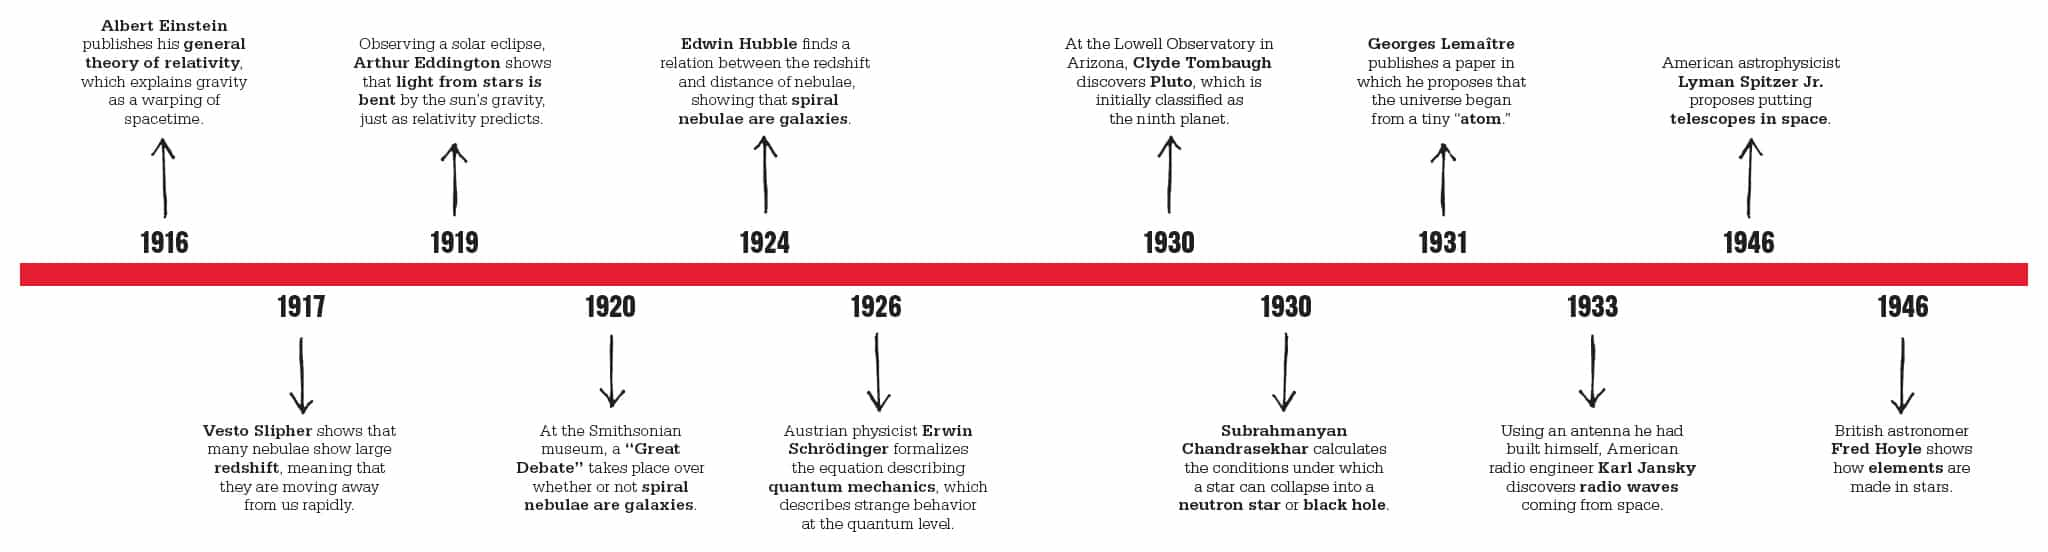 Albert Einstein
publishes his general
theory of relativity,
which explains gravity
as a warping of
spacetime.
Observing a solar eclipse,
Arthur Eddington shows
that light from stars is
bent by the sun's gravity,
just as relativity predicts.
Edwin Hubble finds a
relation between the redshift
and distance of nebulae,
showing that spiral
nebulae are galaxies.
At the Lowell Observatory in
Arizona, Clyde Tombaugh
discovers Pluto, which is
initially classified as
the ninth planet.
Georges Lemaître
publishes a paper in
which he proposes that
the universe began
from a tiny “atom.”
American astrophysicist
Lyman Spitzer Jr.
proposes putting
telescopes in space.
1916
1919
1924
1930
1931
1946
1917
1920
1926
1930
1933
1946
Vesto Slipher shows that
many nebulae show large
redshift, meaning that
they are moving away
from us rapidly.
At the Smithsonian
museum, a “Great
Debate” takes place over
whether or not spiral
nebulae are galaxies.
Austrian physicist Erwin
Schrödinger formalizes
the equation describing
quantum mechanics, which
describes strange behavior
at the quantum level.
Subrahmanyan
Chandrasekhar calculates
the conditions under which
a star can collapse into a
neutron star or black hole.
Using an antenna he had
built himself, American
radio engineer Karl Jansky
discovers radio waves
coming from space.
British astronomer
Fred Hoyle shows
how elements are
made in stars.